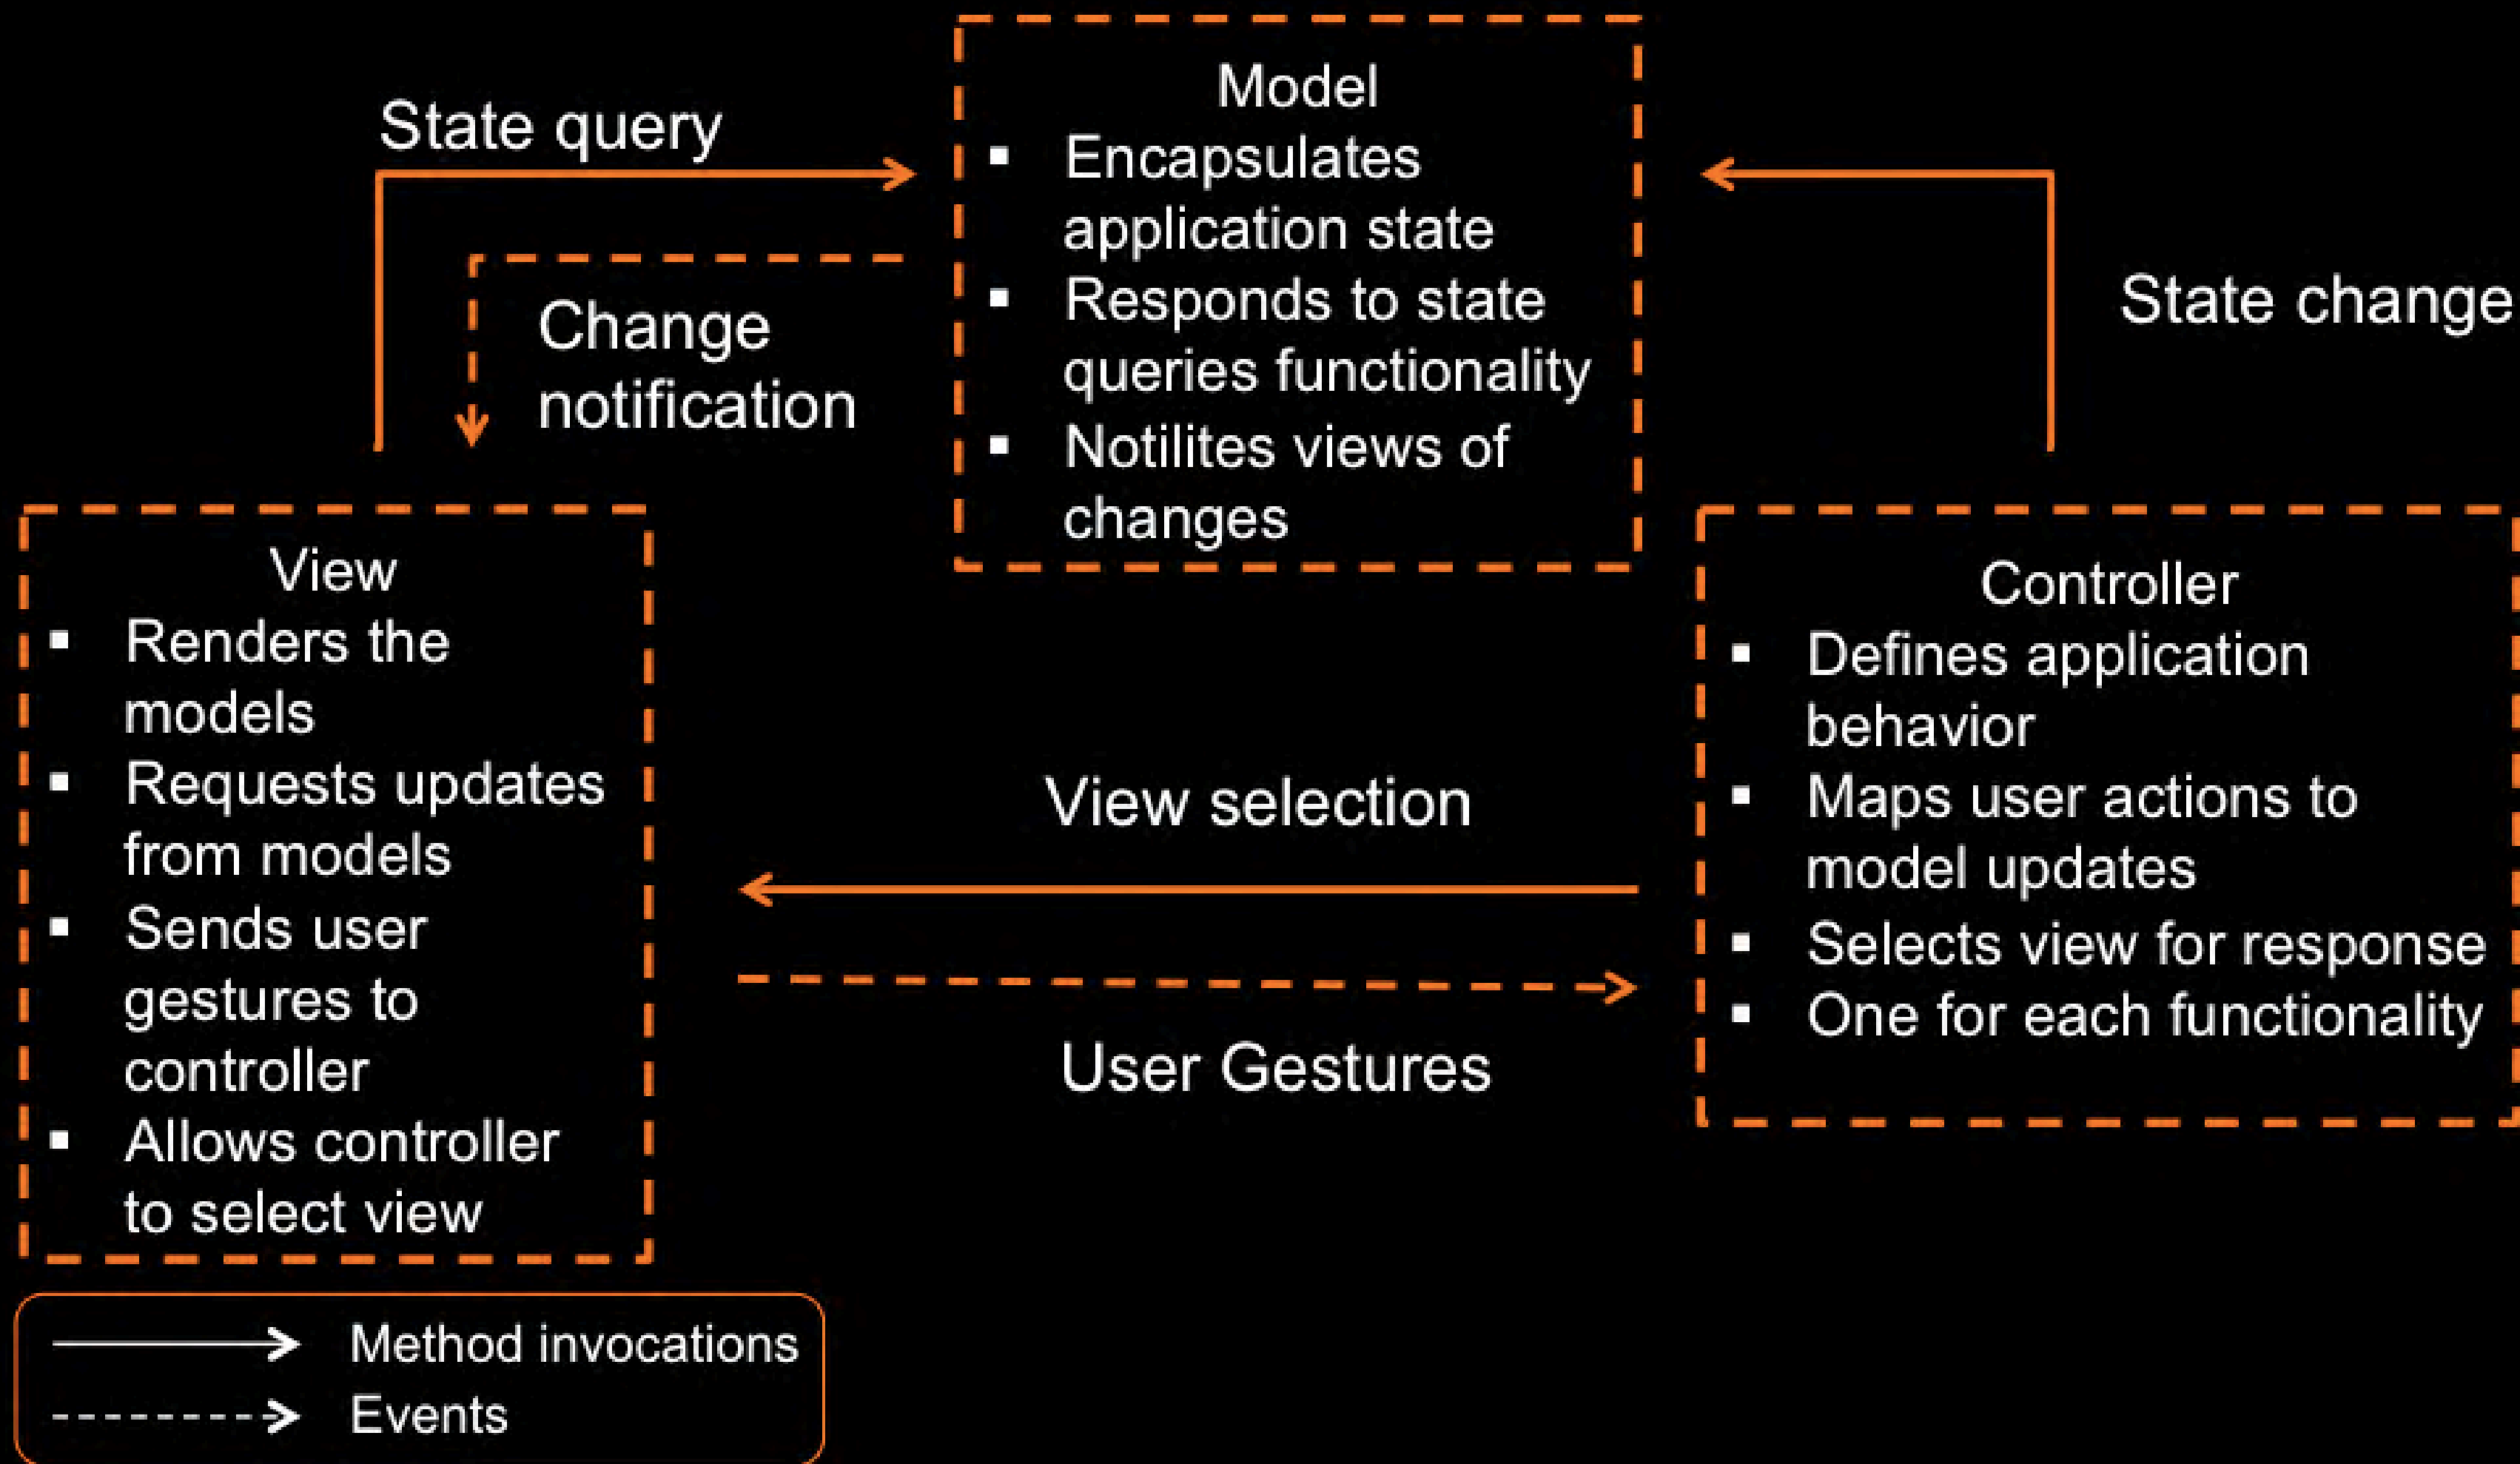 Model
▪ Encapsulates
application state
▪ Responds to state
queries functionality
▪ Notilites views of
changes
State query
Change
notification
State change
View
▪ Renders the
models
▪ Requests updates
from models
▪ Sends user
gestures to
controller
▪ Allows controller
to select view
View selection
User Gestures
Controller
▪ Defines application
behavior
▪ Maps user actions to
model updates
▪ Selects view for response
▪ One for each functionality
Method invocations
Events